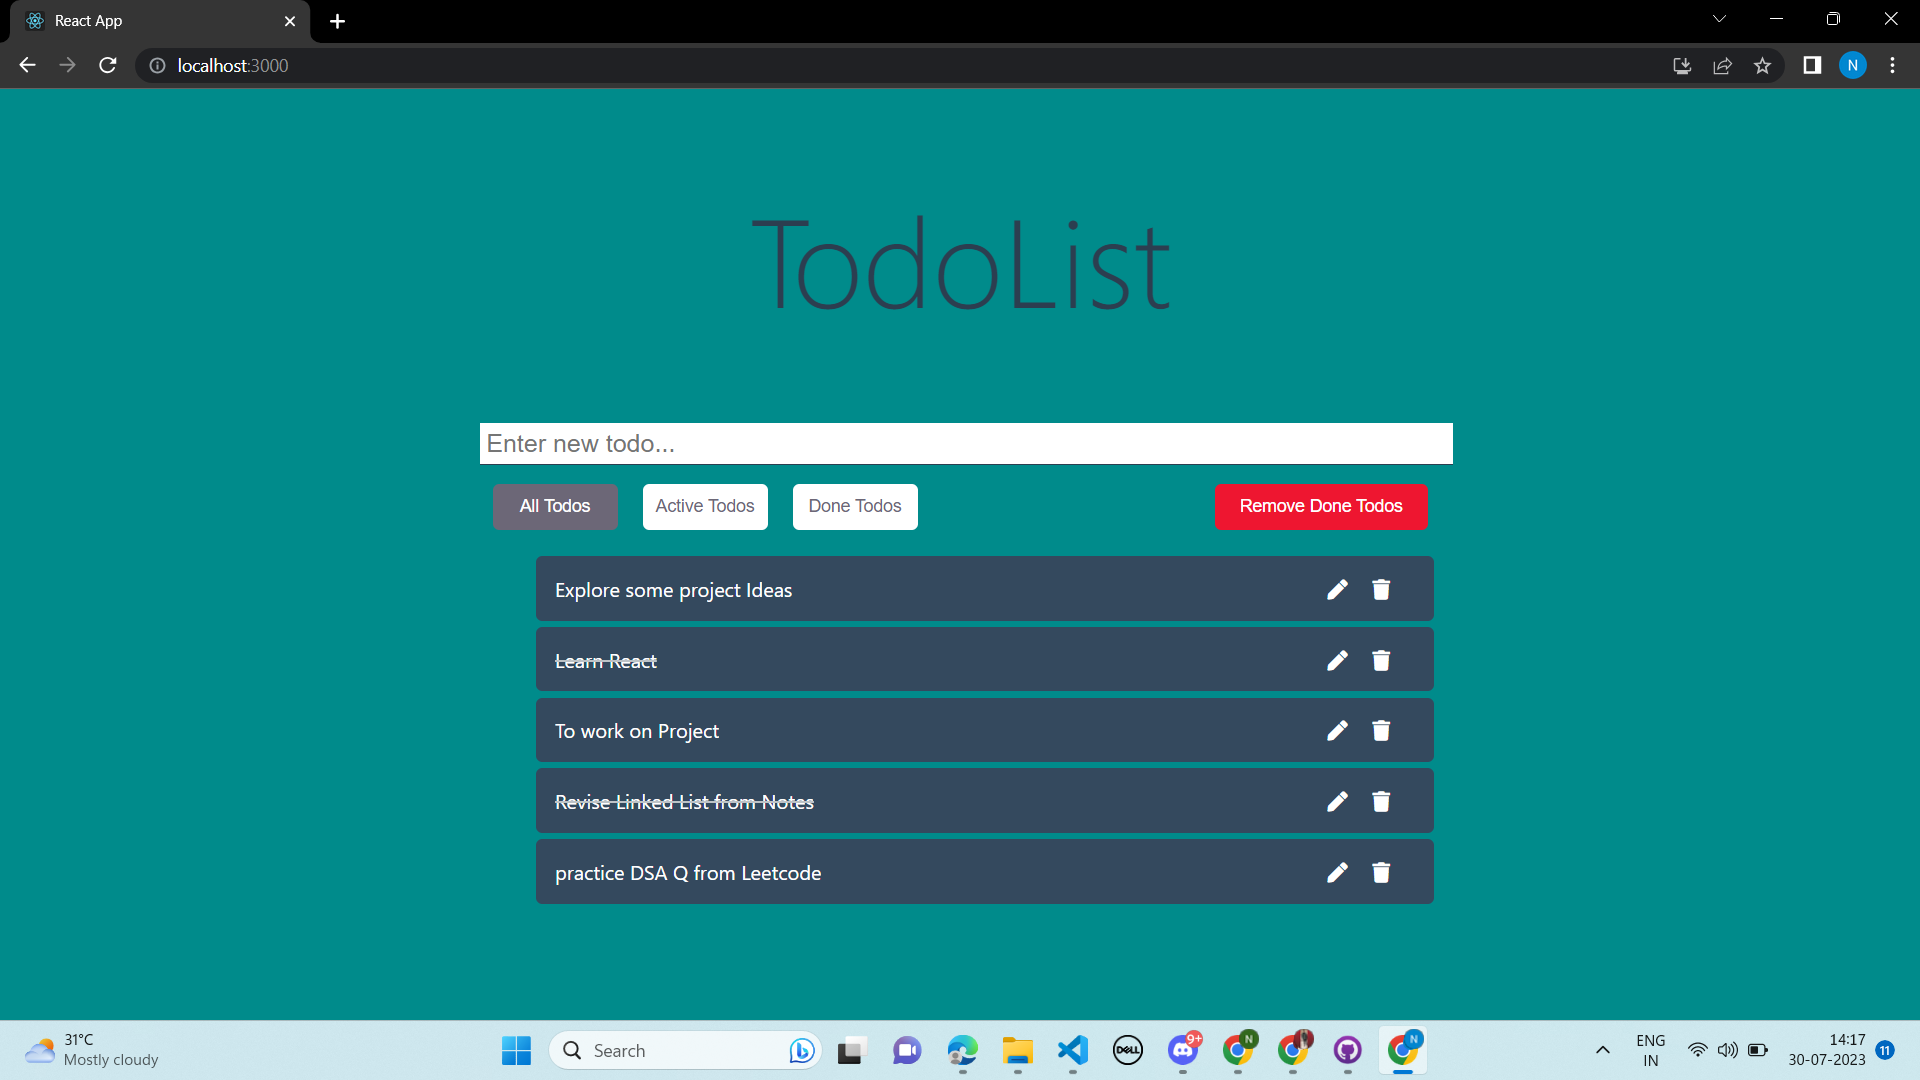 React App
localhost:3000
N
TodoList
Enter new todo...
All Todos Active Todos Done Todos Remove Done Todos
Explore some project Ideas
Learn React
To work on Project
Revise Linked List from Notes
practice DSA Q from Leetcode
31°C
Mostly cloudy
Search
DELL
9+
N
N
ENG
IN
14:17
30-07-2023
11